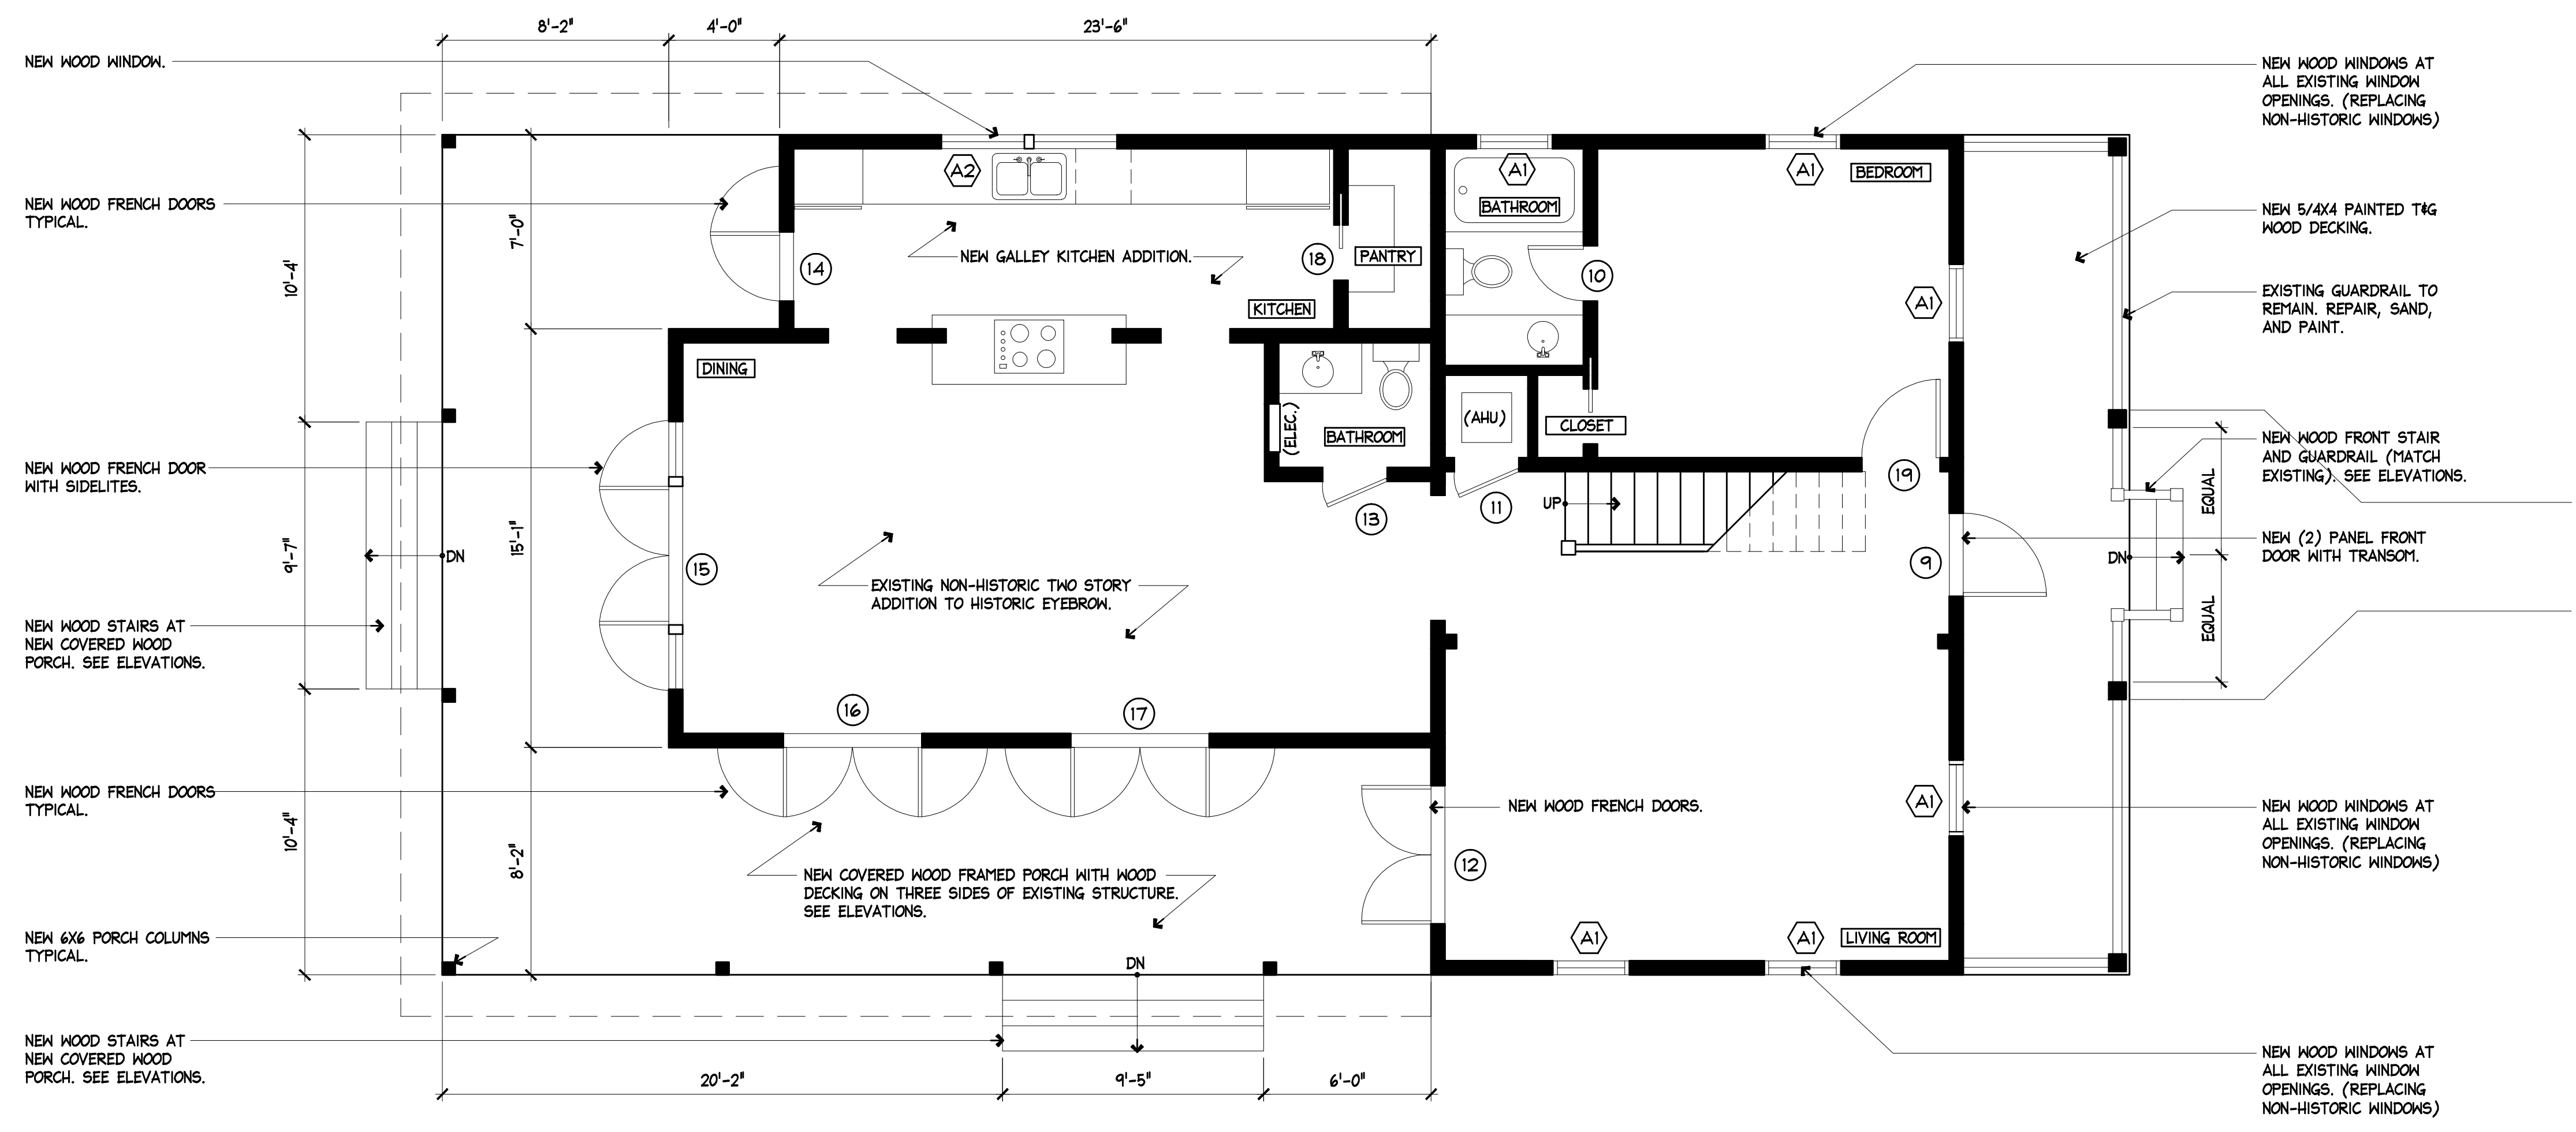 8'-2"
4'-0"
23'-6"
NEW WOOD WINDOW.
NEW WOOD WINDOWS AT
ALL EXISTING WINDOW
OPENINGS. (REPLACING
NON-HISTORIC WINDOWS)
NEW WOOD FRENCH DOORS
TYPICAL.
10'-4'
7'-0"
14
A2
NEW GALLEY KITCHEN ADDITION.
18
KITCHEN
PANTRY
A1
BATHROOM
10
A1
BEDROOM
A1
NEW 5/4X4 PAINTED T&G
WOOD DECKING.
EXISTING GUARDRAIL TO
REMAIN. REPAIR, SAND,
AND PAINT.
DINING
(ELEC.)
BATHROOM
(AHU)
CLOSET
NEW WOOD FRENCH DOOR
WITH SIDELITES.
NEW WOOD FRONT STAIR
AND GUARDRAIL (MATCH
EXISTING). SEE ELEVATIONS.
EQUAL
19
13
11
UP
9'-7"
DN
15'-1"
15
9
DN
NEW (2) PANEL FRONT
DOOR WITH TRANSOM.
EXISTING NON-HISTORIC TWO STORY
ADDITION TO HISTORIC EYEBROW.
EQUAL
NEW WOOD STAIRS AT
NEW COVERED WOOD
PORCH. SEE ELEVATIONS.
16
17
NEW WOOD FRENCH DOORS
TYPICAL.
10'-4"
8'-2"
NEW WOOD FRENCH DOORS.
A1
NEW WOOD WINDOWS AT
ALL EXISTING WINDOW
OPENINGS. (REPLACING
NON-HISTORIC WINDOWS)
12
NEW COVERED WOOD FRAMED PORCH WITH WOOD
DECKING ON THREE SIDES OF EXISTING STRUCTURE.
SEE ELEVATIONS.
NEW 6X6 PORCH COLUMNS
TYPICAL.
DN
A1
A1
LIVING ROOM
NEW WOOD STAIRS AT
NEW COVERED WOOD
PORCH. SEE ELEVATIONS.
20'-2"
9'-5"
6'-0"
NEW WOOD WINDOWS AT
ALL EXISTING WINDOW
OPENINGS. (REPLACING
NON-HISTORIC WINDOWS)